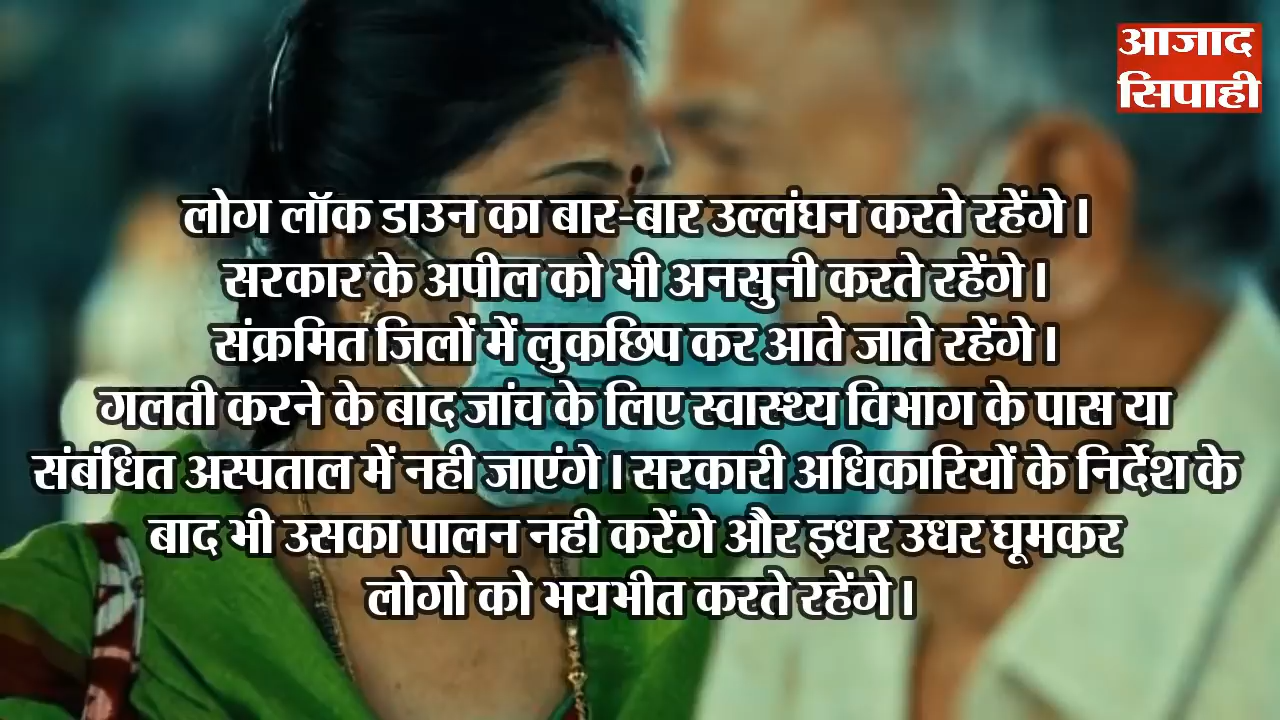 आजाद
सिपाही
लोग लॉक डाउन का बार-बार उल्लंघन करते रहेंगे ।
सरकार के अपील को भी अनसुनी करते रहेंगे ।
संक्रमित जिलों में लुकछिप कर आते जाते रहेंगे ।
गलती करने के बाद जांच के लिए स्वास्थ्य विभाग के पास या
संबंधित अस्पताल में नही जाएंगे । सरकारी अधिकारियों के निर्देश के
बाद भी उसका पालन नही करेंगे और इधर उधर घूमकर
लोगो को भयभीत करते रहेंगे ।